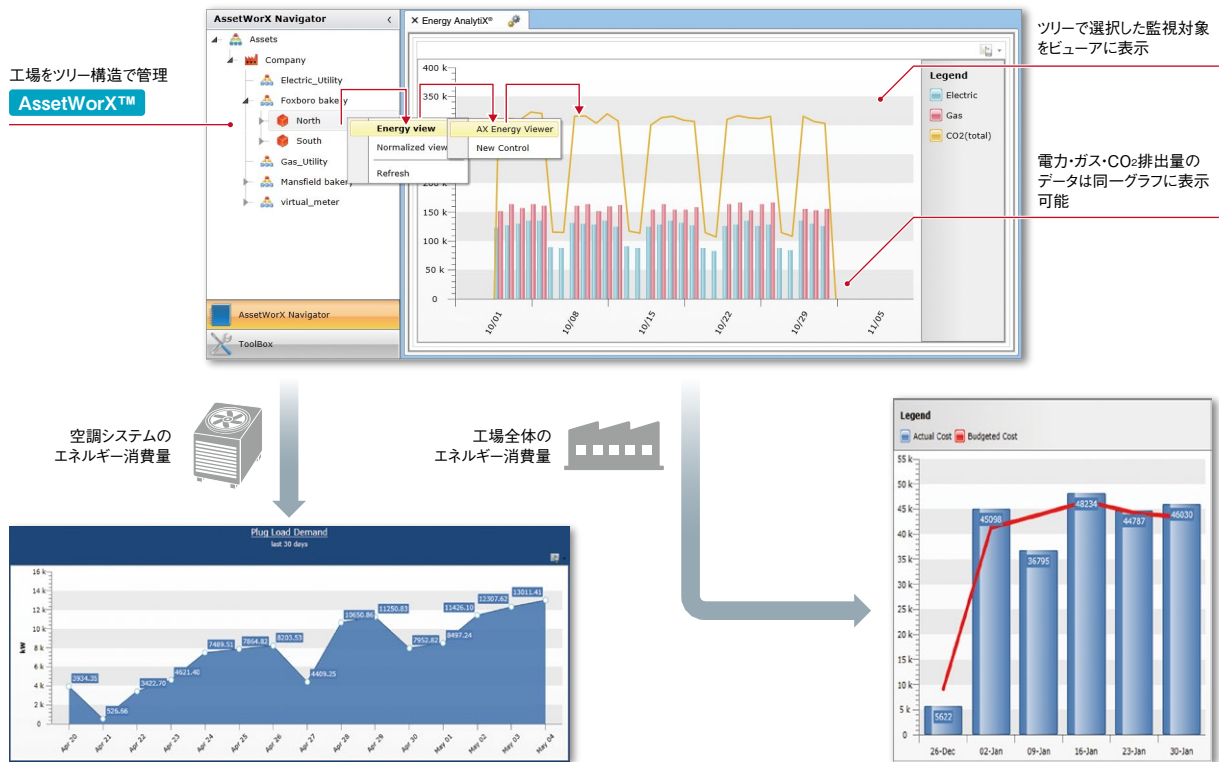 工場をツリー構造で管理
AssetWorX™
AssetWorX Navigator
Assets
Company
Electric_Utility
Foxboro bakery
North
South
Gas_Utility
Mansfield bakery
virtual_meter
AssetWorX Navigator
ToolBox
Energy view
Normalized view
Refresh
AX Energy Viewer
New Control
Energy AnalytiX®
400 k
350 k
200 k
150 k
100 k
50 k
0
10/01
10/08
10/15
10/22
10/29
11/05
Legend
Electric
Gas
CO2(total)
ツリーで選択した監視対象
をビューアに表示
電力・ガス・CO₂排出量の
データは同一グラフに表示
可能
空調システムの
エネルギー消費量
工場全体の
エネルギー消費量
Plug Load Demand
last 30 days
kW
16 k
14 k
12 k
10 k
8 k
6 k
4 k
2 k
0
3934.35
526.66
3422.70
4621.40
7489.51
7864.82
8203.53
4409.25
10650.86
11250.83
7952.82
8497.24
11426.10
12307.62
13011.41
Apr 20
Apr 21
Apr 22
Apr 23
Apr 24
Apr 25
Apr 26
Apr 27
Apr 28
Apr 29
Apr 30
May 01
May 02
May 03
May 04
Legend
Actual Cost
Budgeted Cost
55 k
50 k
45 k
40 k
35 k
30 k
25 k
20 k
15 k
10 k
5 k
0
5622
45098
36795
48234
44787
46030
26-Dec
02-Jan
09-Jan
16-Jan
23-Jan
30-Jan